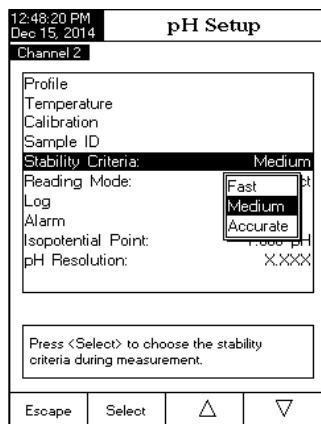 12:48:20 PM
Dec 15, 2014
pH Setup
Channel 2
Profile
Temperature
Calibration
Sample ID
Stability Criteria: Medium
Reading Mode:
Fast
Log
Medium
Alarm
Accurate
Isopotential Point: pH
pH Resolution: X.XXX
Press <Select> to choose the stability
criteria during measurement.
Escape Select